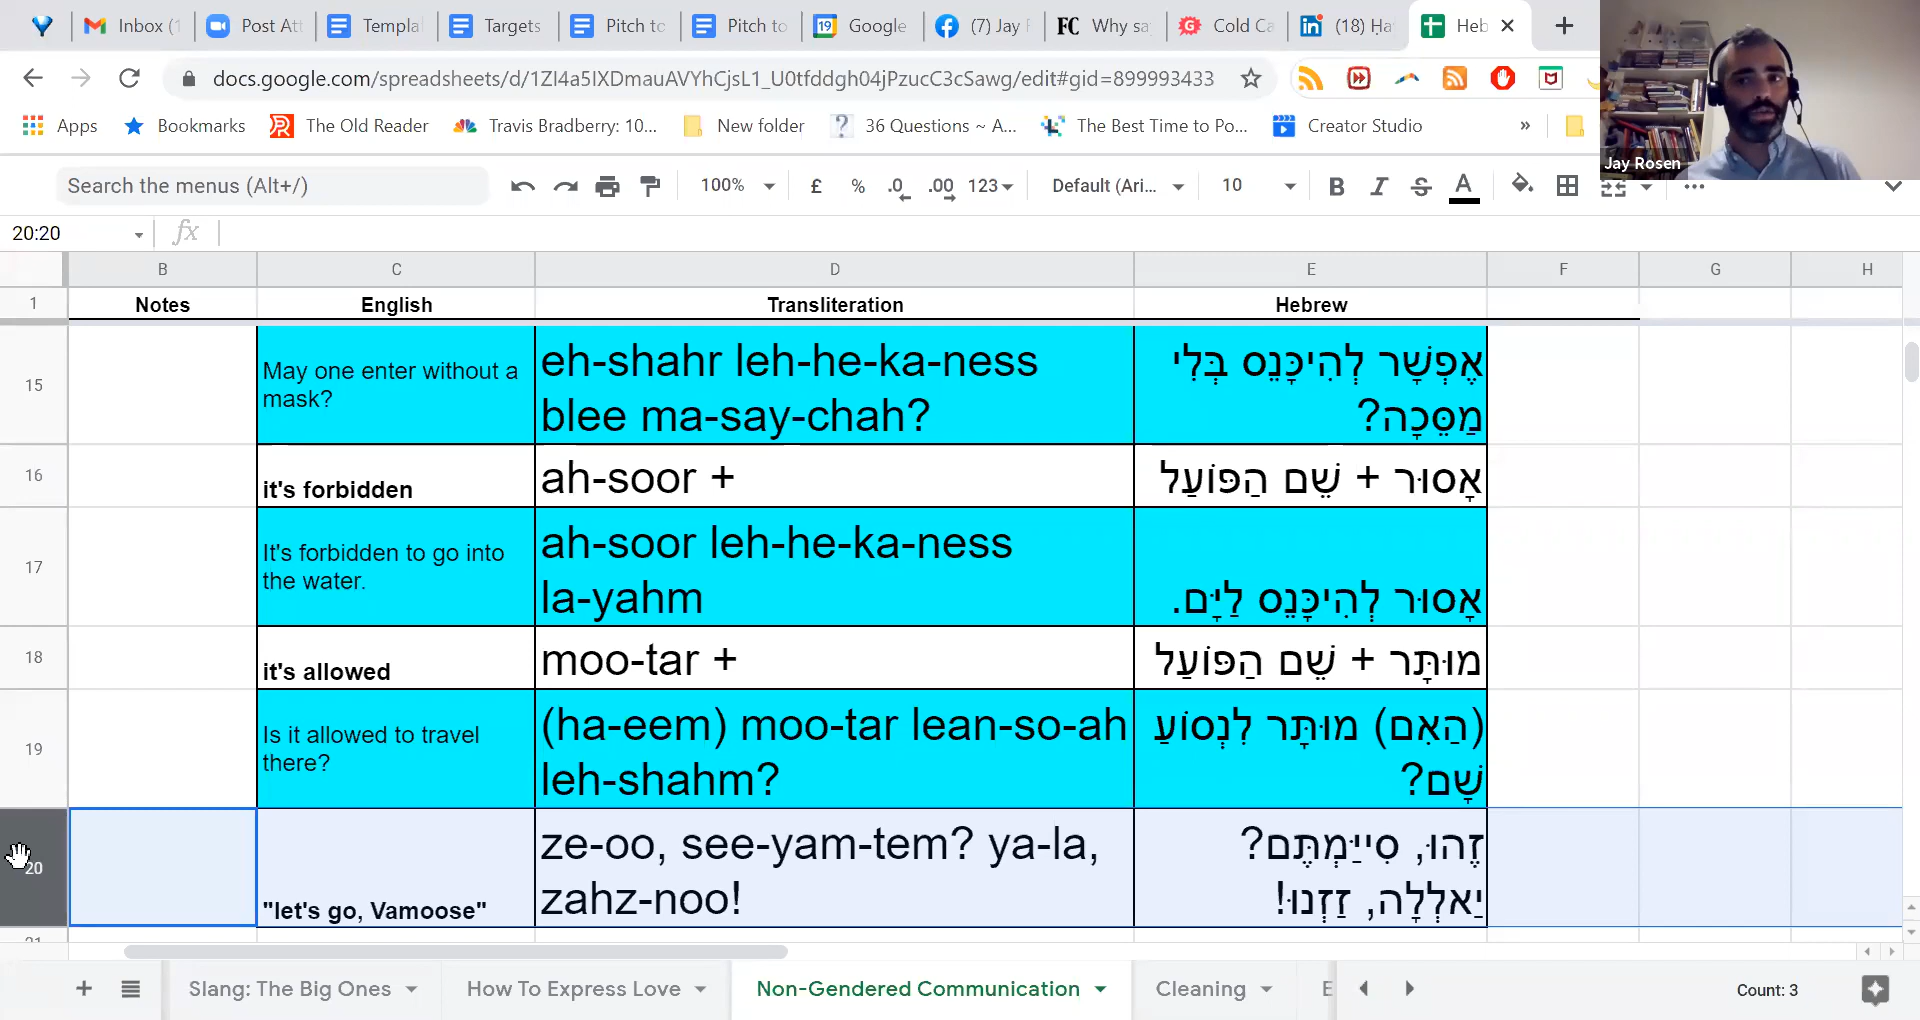 Inbox (1
Post Att
Templa
Targets
Pitch to
Pitch to
19
Google
(7) Jay
FC Why sa
Cold Ca
(18)
Heb
docs.google.com/spreadsheets/d/1ZI4a5IXDmauAVYhCjsL1_U0tfddgh04jPzucC3cSawg/edit#gid=899993433
Apps
Bookmarks
The Old Reader
Travis Bradberry: 10...
New folder
36 Questions ~ A...
The Best Time to Po...
Creator Studio
»
Jay Rosen
Search the menus (Alt+/)
100%
£
%
.0
.00
123
Default (Ari...
10
B
I
S
A
20:20
fx
B C D E F G H
1 Notes English Transliteration Hebrew
15
May one enter without a
mask?
eh-shahr leh-he-ka-ness
blee ma-say-chah?
אֶפְשָׁר לְהִיכָּנֵס בְּלִי
מַסֵּכָה?
16
it's forbidden
ah-soor +
אָסוּר + שֵׁם הַפּוֹעַל
17
It's forbidden to go into
the water.
ah-soor leh-he-ka-ness
la-yahm
אָסוּר לְהִיכָּנֵס לַיָּם.
18
it's allowed
moo-tar +
מוּתָּר + שֵׁם הַפּוֹעַל
19
Is it allowed to travel
there?
(ha-eem) moo-tar lean-so-ah
leh-shahm?
(הַאִם) מוּתָּר לִנְסוֹעַ
שָׁם?
20
"let's go, Vamoose"
ze-oo, see-yam-tem? ya-la,
zahz-noo!
זֶהוּ, סִייַּמְתֶּם?
יַאלְלָה, זַזְנוּ!
21
Slang: The Big Ones
How To Express Love
Non-Gendered Communication
Cleaning
E
Count: 3